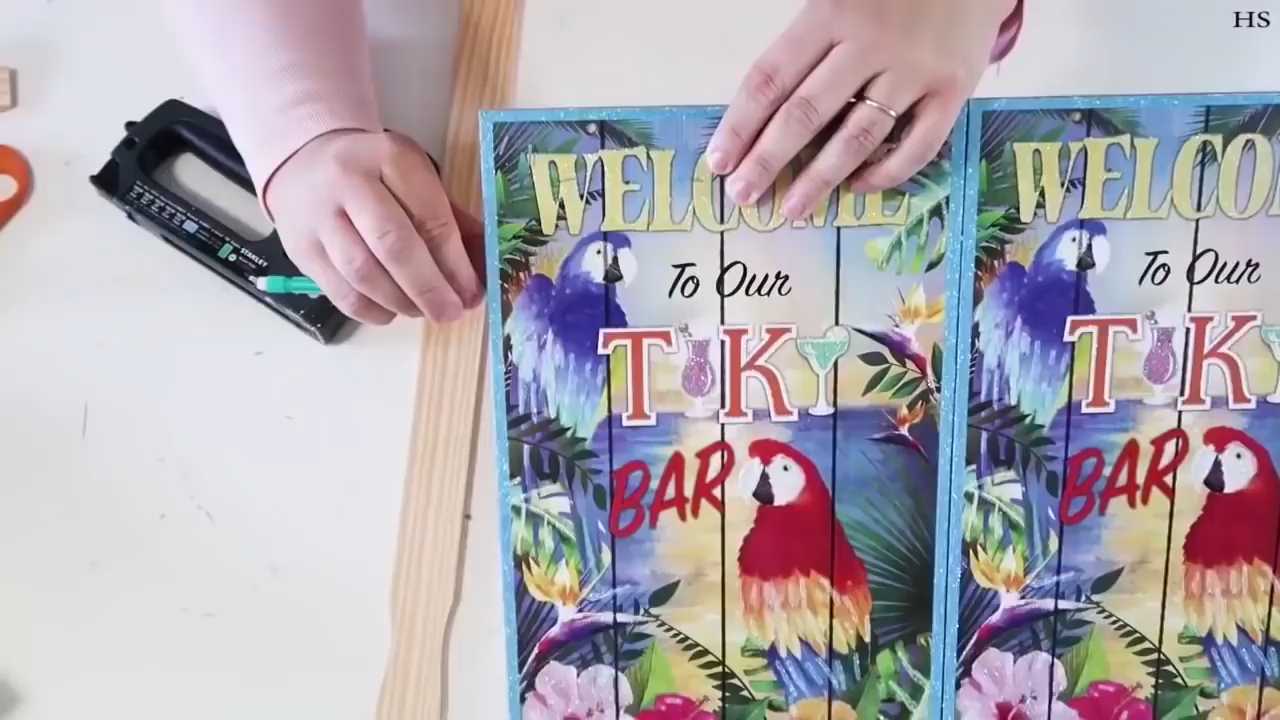 HS
WELCOME
To Our
TIKI
BAR
WELCO
To Our
TIK
BAR
STANLEY